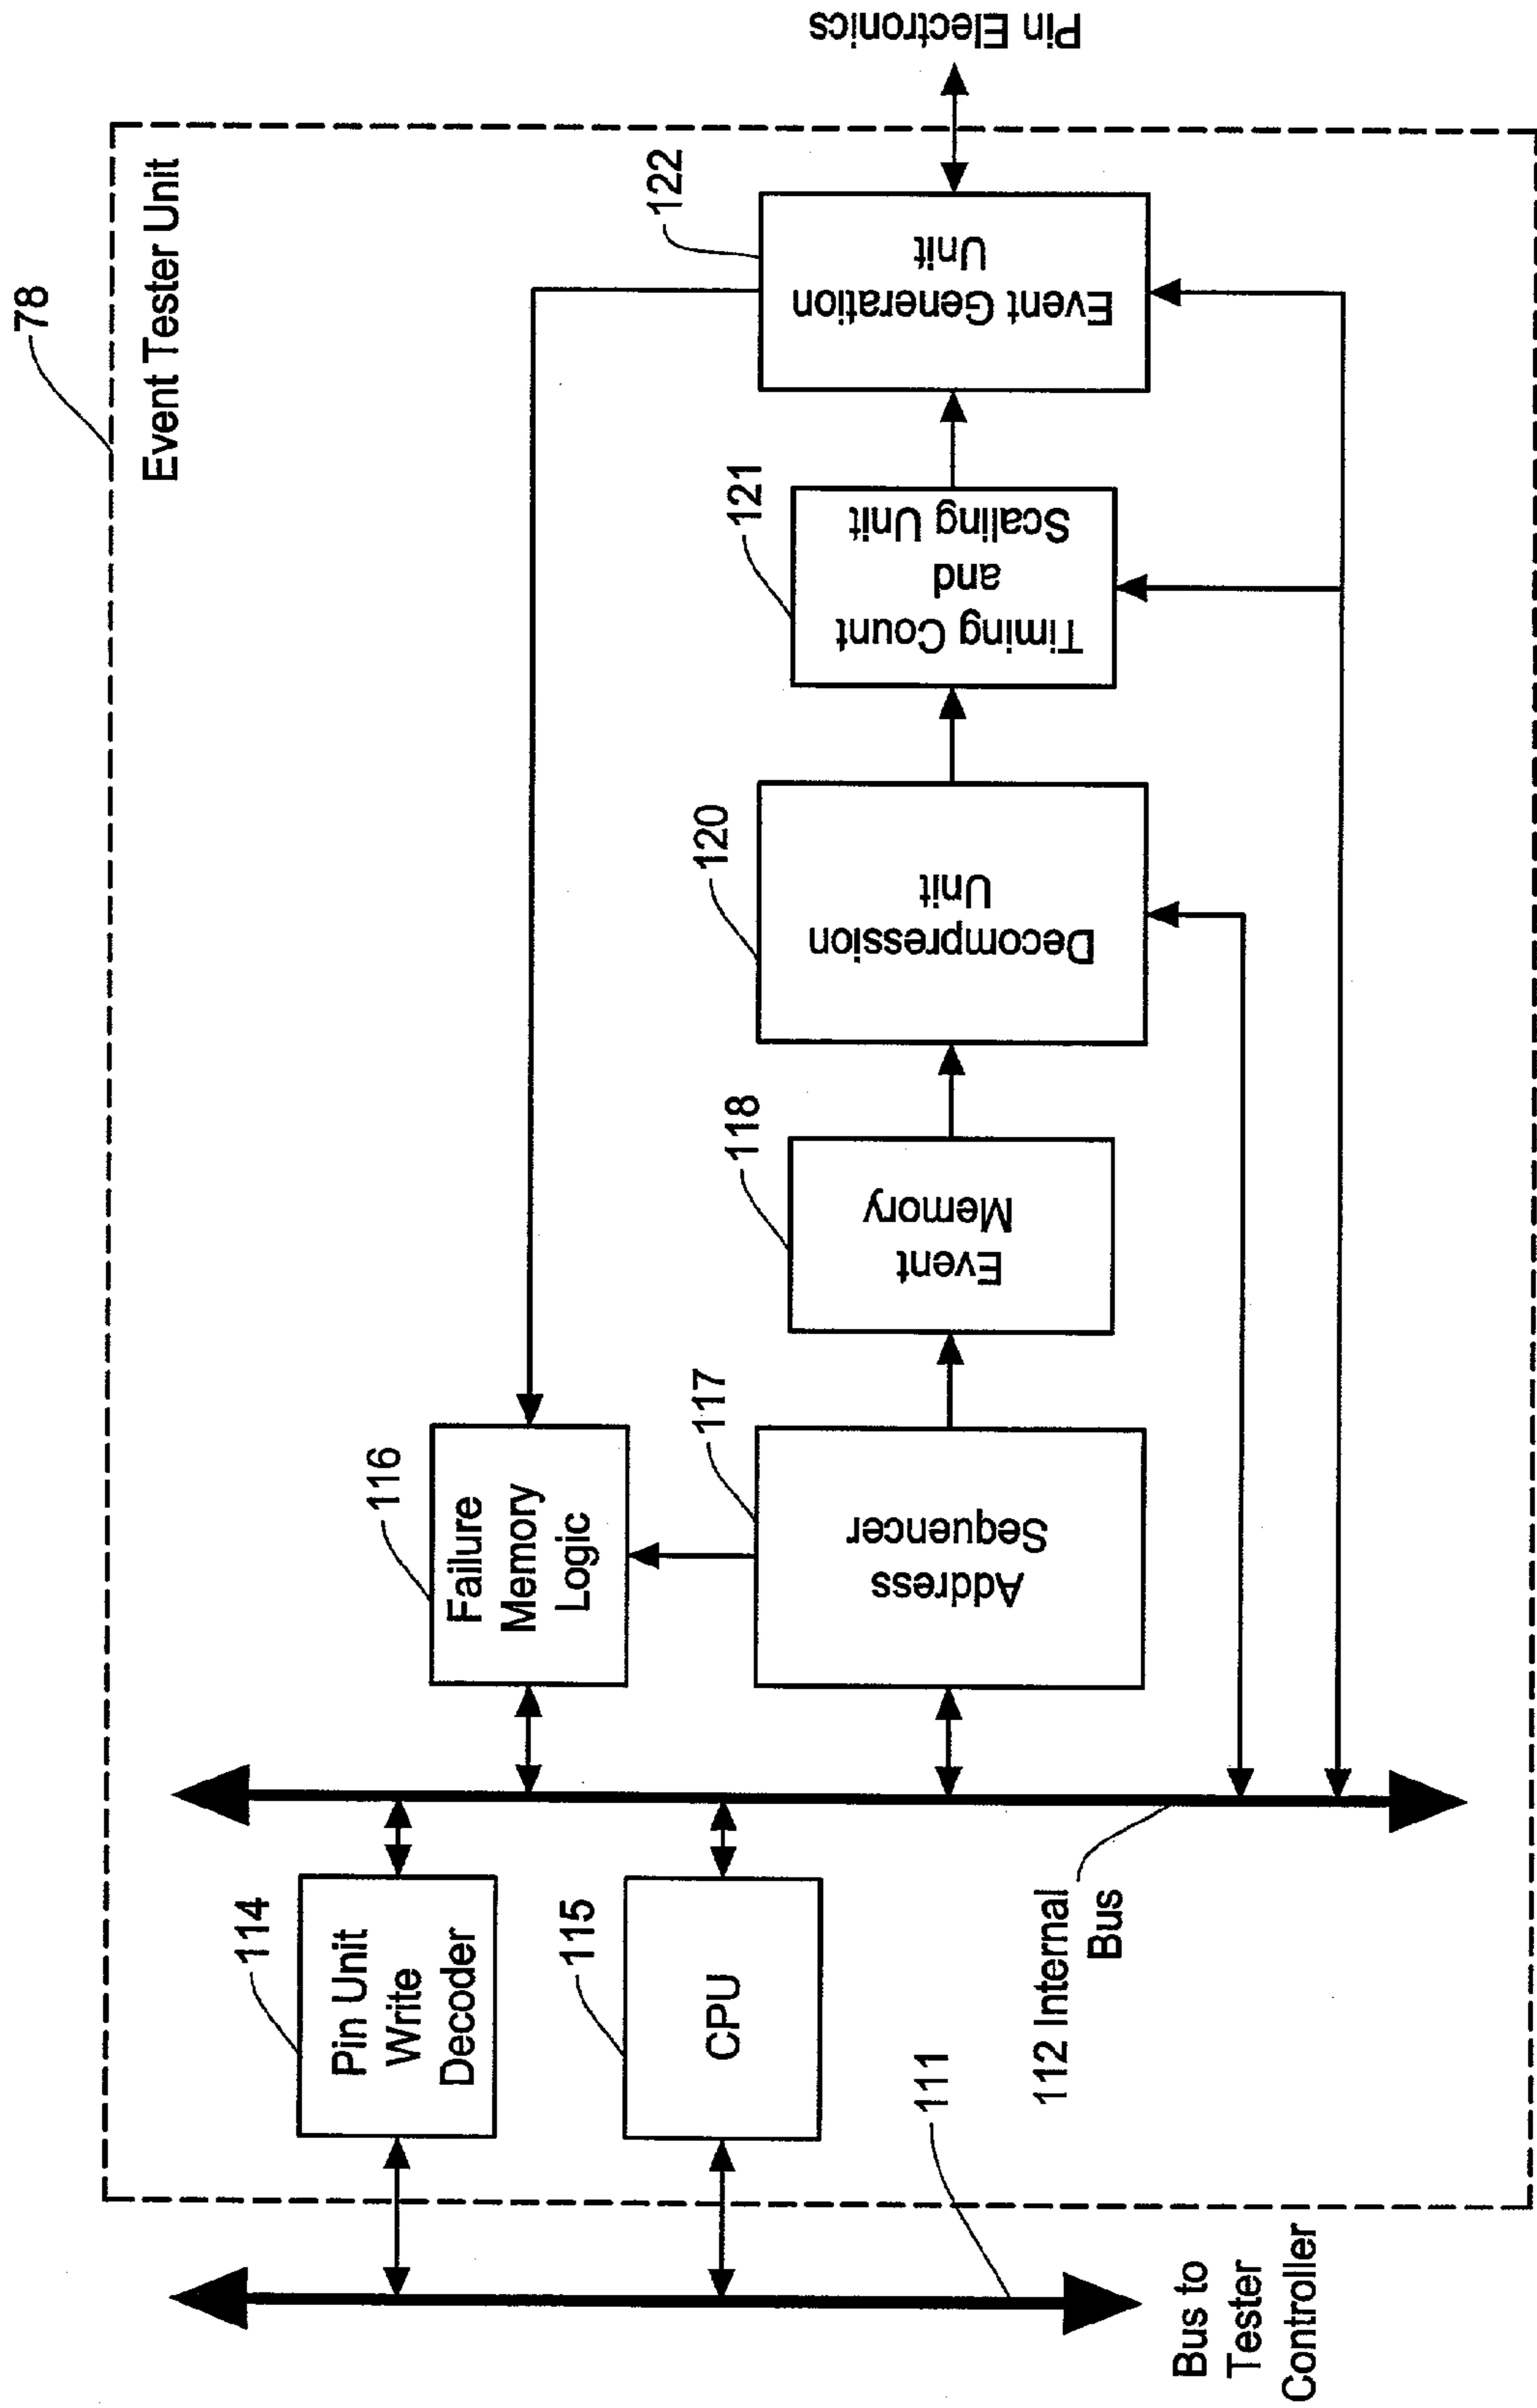 78
Event Tester Unit
114
Pin Unit
Write
Decoder
115
CPU
111
Bus to
Tester
Controller
112 Internal
Bus
116
Failure
Memory
Logic
117
Address
Sequencer
118
Event
Memory
120
Decompression
Unit
121
Timing Count
and
Scaling Unit
122
Event Generation
Unit
Pin Electronics